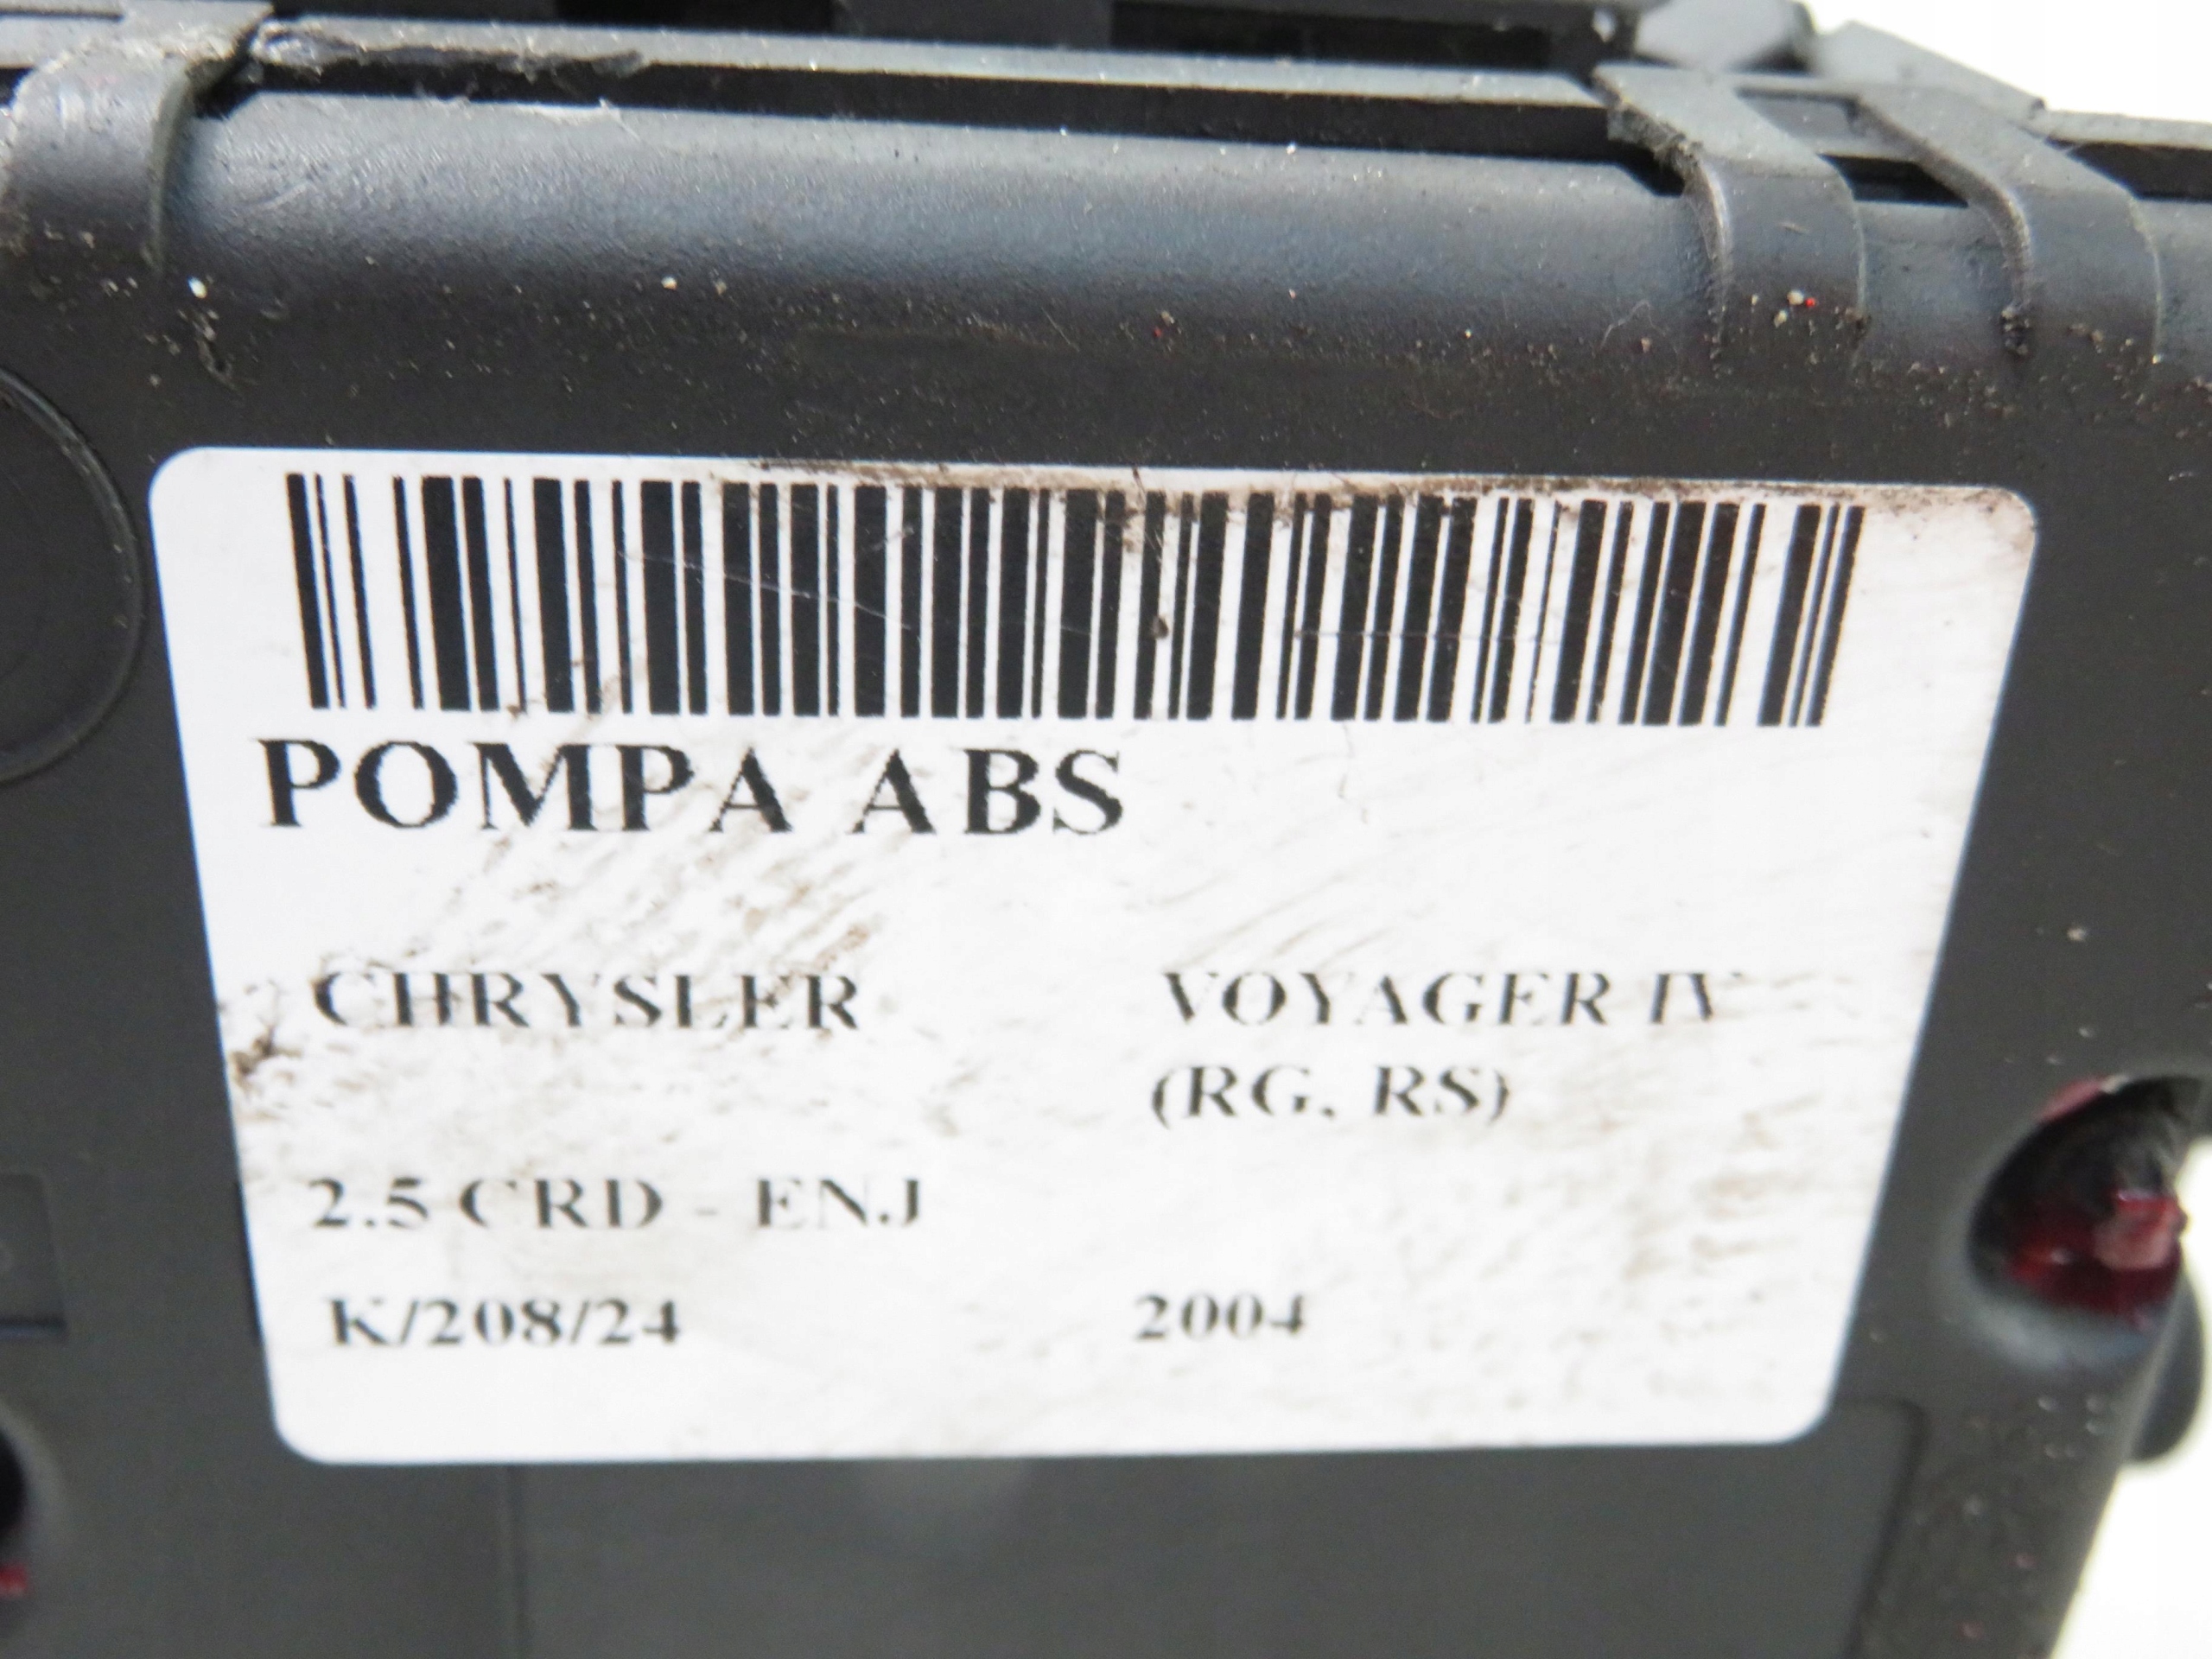 POMPA ABS
CHRYSLER VOYAGER IV
(RG, RS)
2.5 CRD - ENJ
K/208/24 2004